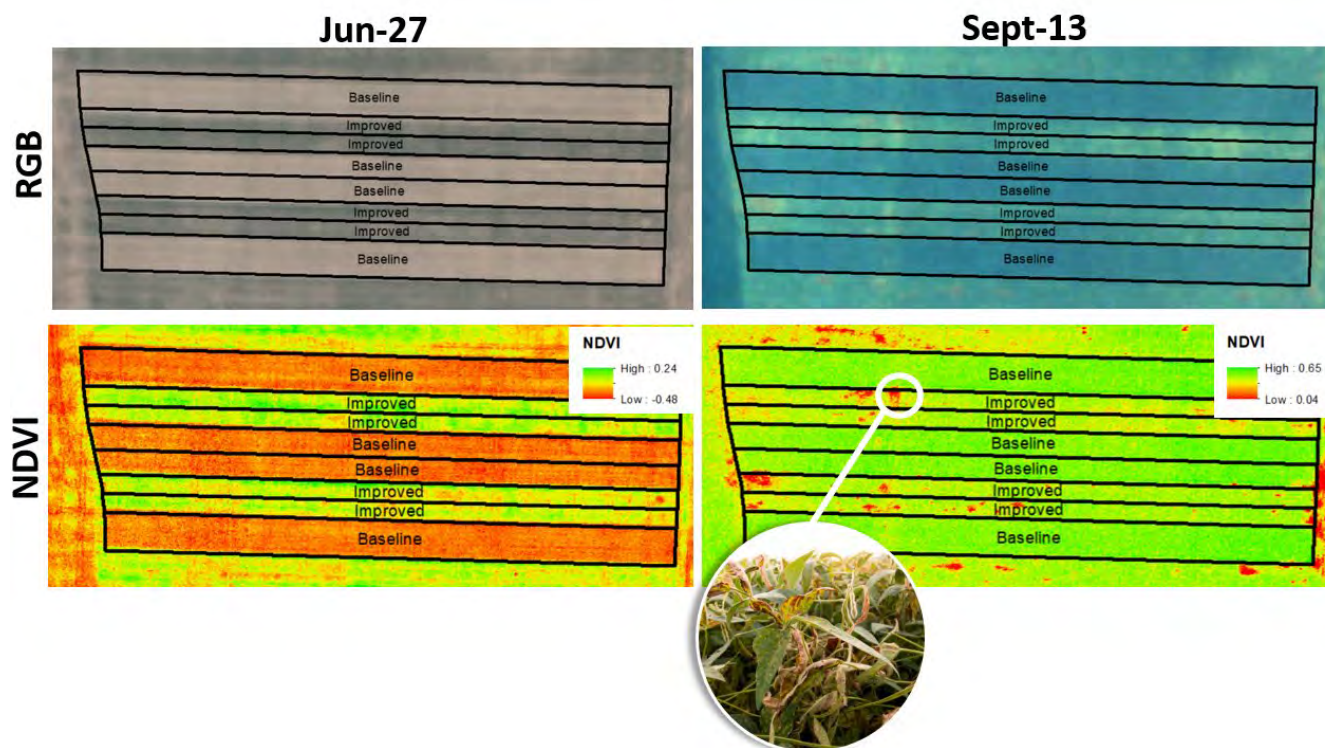 Jun-27
Sept-13
RGB
Baseline
Improved
Improved
Baseline
Baseline
Improved
Improved
Baseline
Baseline
Improved
Improved
Baseline
Baseline
Improved
Improved
Baseline
NDVI
NDVI
High : 0.24
Low : -0.48
Baseline
Improved
Improved
Baseline
Baseline
Improved
Improved
Baseline
NDVI
High : 0.65
Low : 0.04
Baseline
Improved
Improved
Baseline
Baseline
Improved
Improved
Baseline